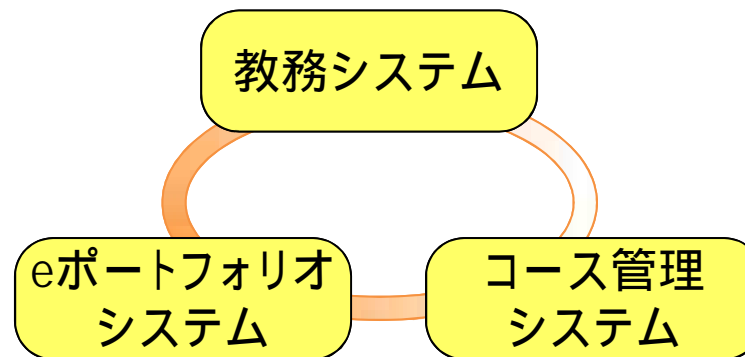 教務システム
eポートフォリオ
システム
コース管理
システム